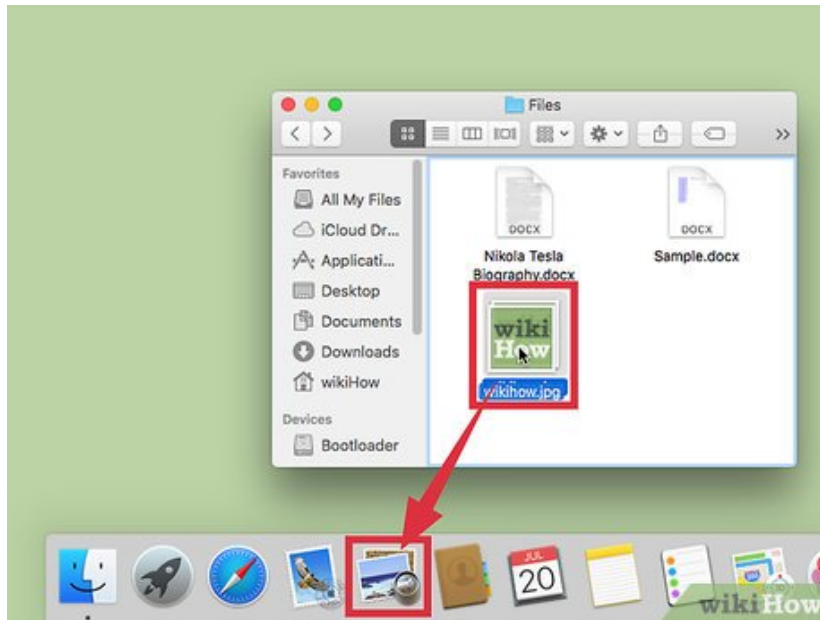 Files
Favorites
All My Files
iCloud Dr...
Applicati...
Desktop
Documents
Downloads
wikiHow
Devices
Bootloader
DOCX
DOCX
Nikola Tesla
Biography.docx
Sample.docx
wiki
How
wikihow.jpg
JUL
20
wikiHow